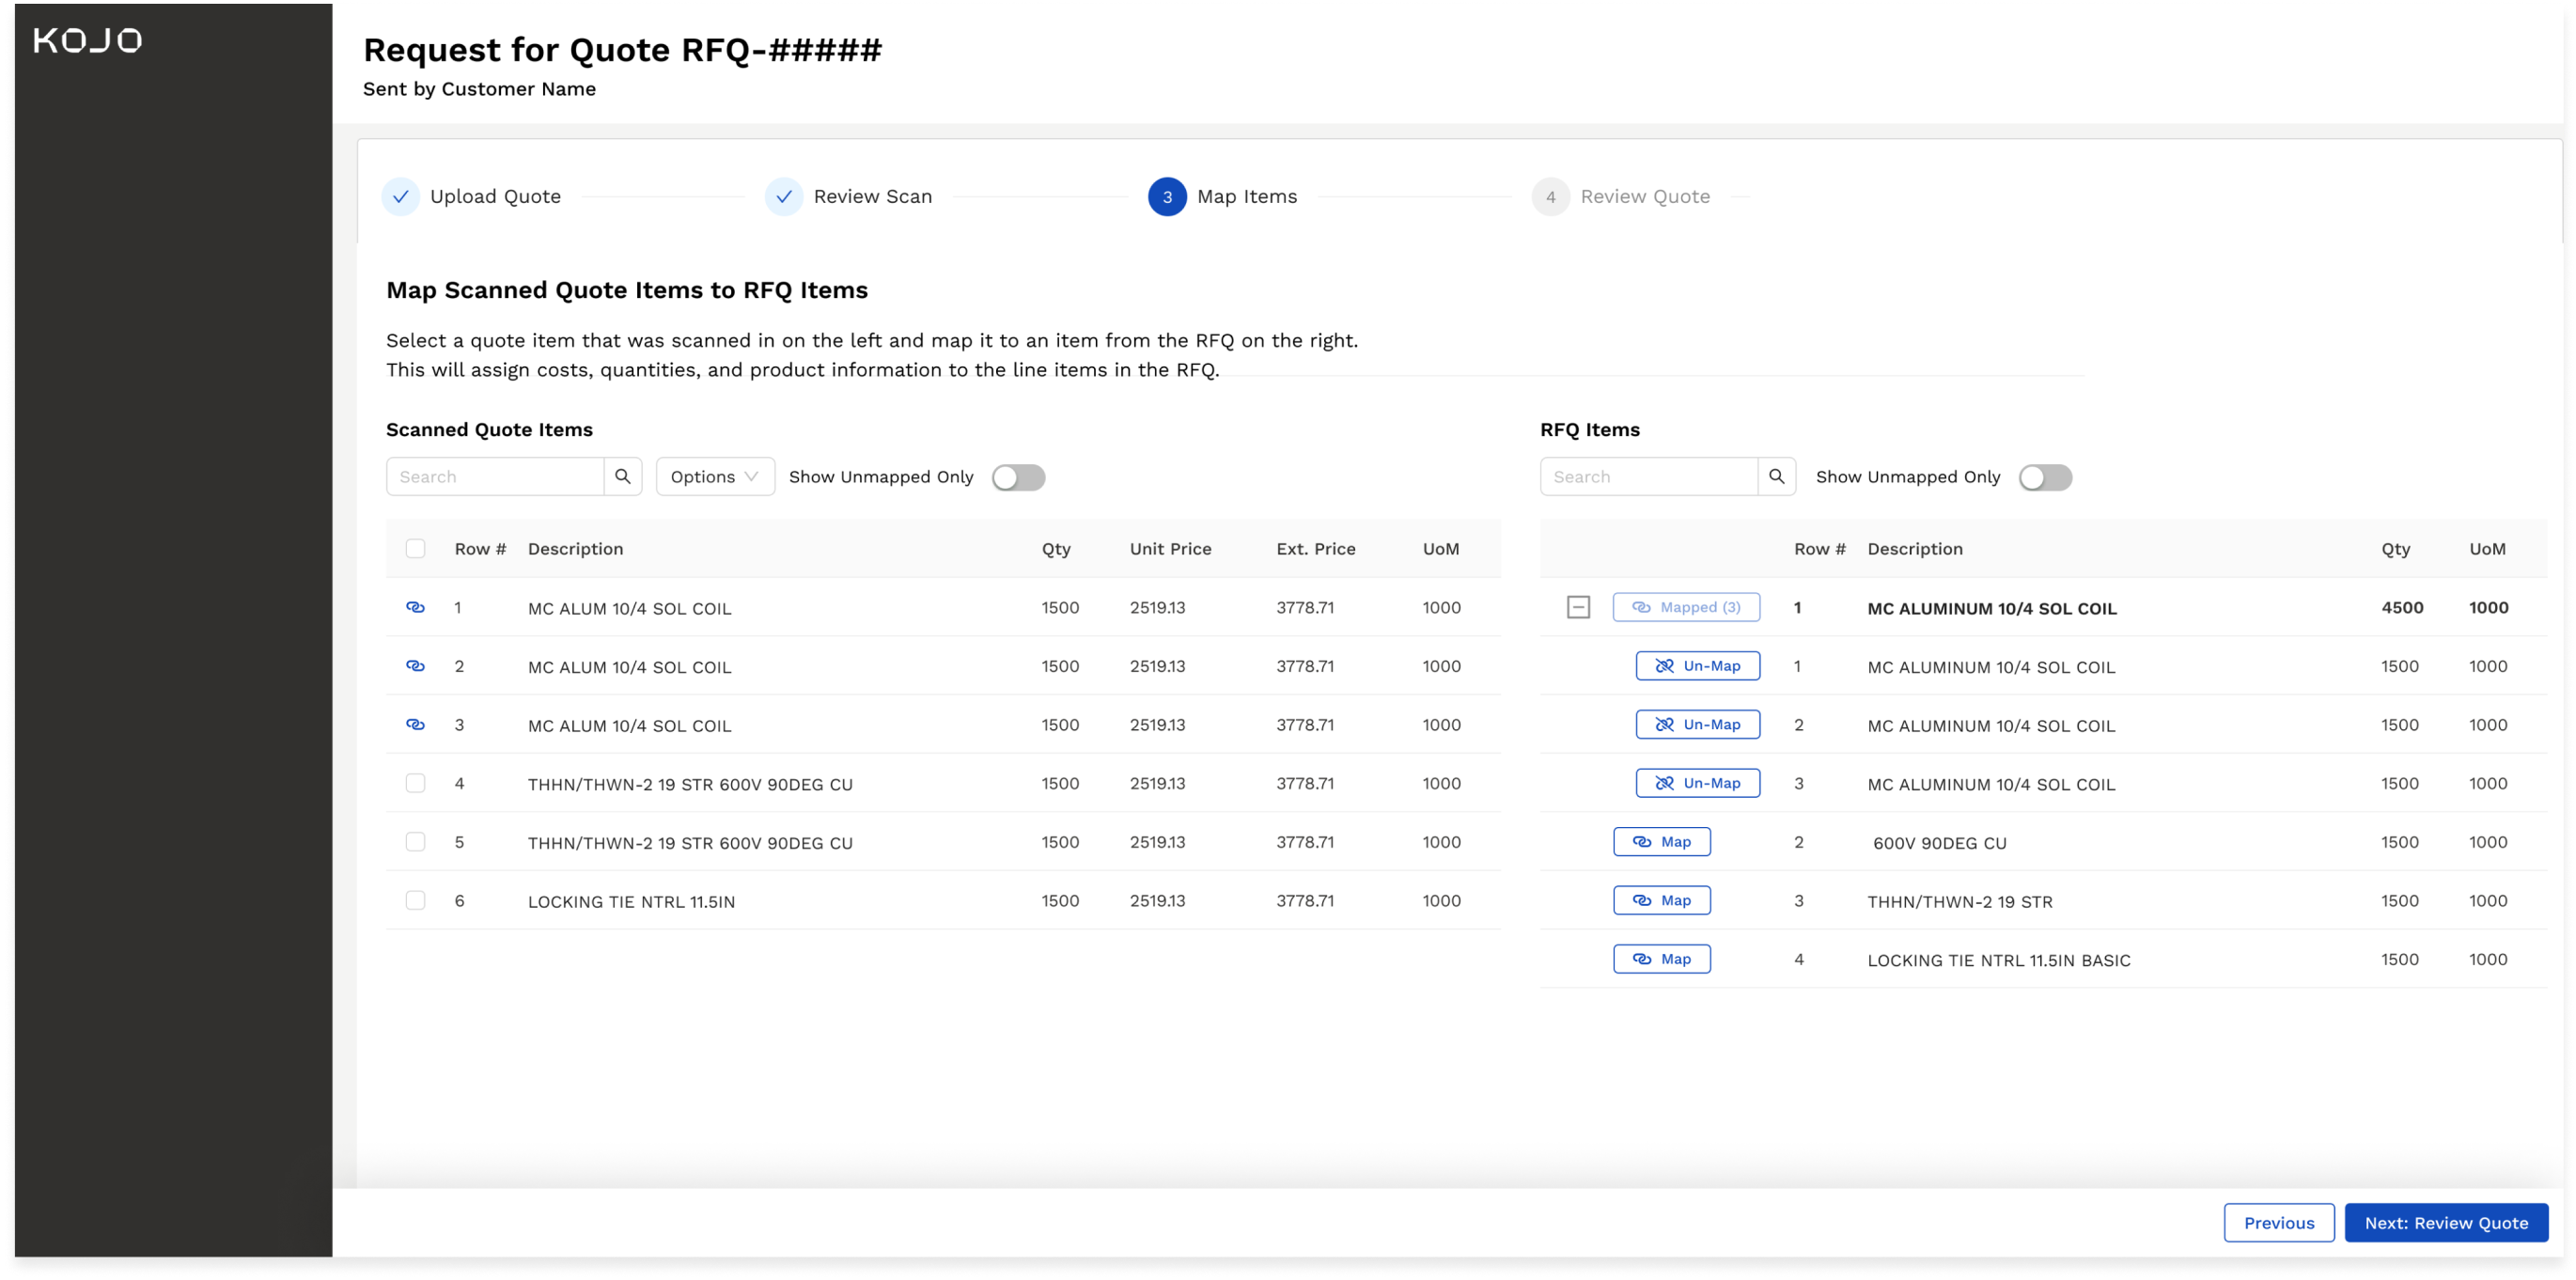 KOJO
Request for Quote RFQ-#####
Sent by Customer Name
Upload Quote
Review Scan
3 Map Items
4 Review Quote
Map Scanned Quote Items to RFQ Items
Select a quote item that was scanned in on the left and map it to an item from the RFQ on the right.
This will assign costs, quantities, and product information to the line items in the RFQ.
Scanned Quote Items
Search Options Show Unmapped Only
Row # Description Qty Unit Price Ext. Price UoM
1 MC ALUM 10/4 SOL COIL 1500 2519.13 3778.71 1000
2 MC ALUM 10/4 SOL COIL 1500 2519.13 3778.71 1000
3 MC ALUM 10/4 SOL COIL 1500 2519.13 3778.71 1000
4 THHN/THWN-2 19 STR 600V 90DEG CU 1500 2519.13 3778.71 1000
5 THHN/THWN-2 19 STR 600V 90DEG CU 1500 2519.13 3778.71 1000
6 LOCKING TIE NTRL 11.5IN 1500 2519.13 3778.71 1000
RFQ Items
Search Show Unmapped Only
Row # Description Qty UoM
Mapped (3) 1 MC ALUMINUM 10/4 SOL COIL 4500 1000
Un-Map 1 MC ALUMINUM 10/4 SOL COIL 1500 1000
Un-Map 2 MC ALUMINUM 10/4 SOL COIL 1500 1000
Un-Map 3 MC ALUMINUM 10/4 SOL COIL 1500 1000
Map 2 600V 90DEG CU 1500 1000
Map 3 THHN/THWN-2 19 STR 1500 1000
Map 4 LOCKING TIE NTRL 11.5IN BASIC 1500 1000
Previous
Next: Review Quote